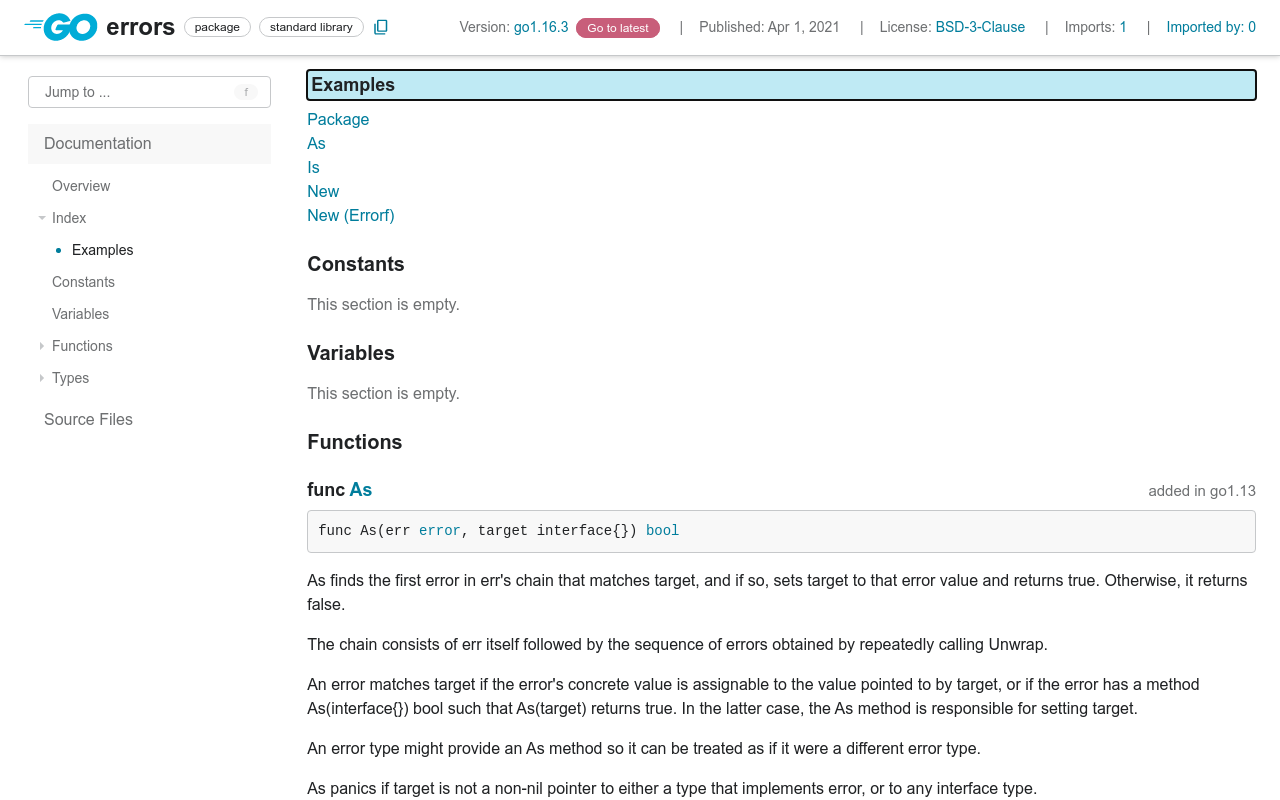 GO errors package standard library Version: go1.16.3 Go to latest | Published: Apr 1, 2021 | License: BSD-3-Clause | Imports: 1 | Imported by: 0
Jump to ... f
Documentation
Overview
Index
Examples
Constants
Variables
Functions
Types
Source Files
Examples
Package
As
Is
New
New (Errorf)
Constants
This section is empty.
Variables
This section is empty.
Functions
func As added in go1.13
func As(err error, target interface{}) bool
As finds the first error in err's chain that matches target, and if so, sets target to that error value and returns true. Otherwise, it returns
false.
The chain consists of err itself followed by the sequence of errors obtained by repeatedly calling Unwrap.
An error matches target if the error's concrete value is assignable to the value pointed to by target, or if the error has a method
As(interface{}) bool such that As(target) returns true. In the latter case, the As method is responsible for setting target.
An error type might provide an As method so it can be treated as if it were a different error type.
As panics if target is not a non-nil pointer to either a type that implements error, or to any interface type.